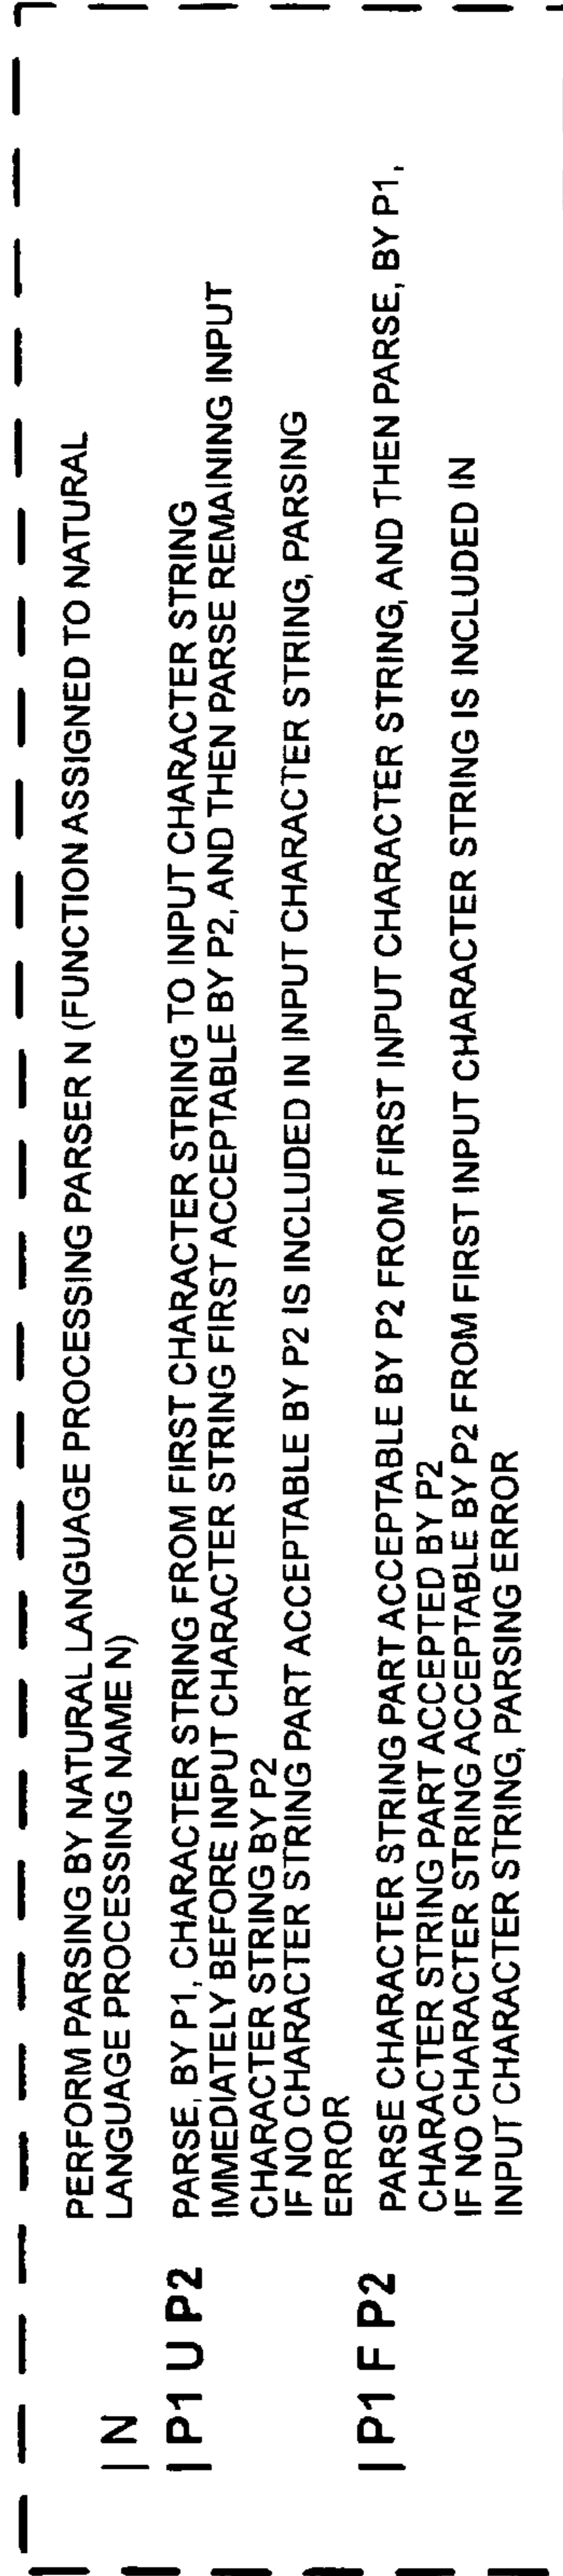 | N PERFORM PARSING BY NATURAL LANGUAGE PROCESSING PARSER N (FUNCTION ASSIGNED TO NATURAL
LANGUAGE PROCESSING NAME N)
| P1 U P2 PARSE, BY P1, CHARACTER STRING FROM FIRST CHARACTER STRING TO INPUT CHARACTER STRING
IMMEDIATELY BEFORE INPUT CHARACTER STRING FIRST ACCEPTABLE BY P2, AND THEN PARSE REMAINING INPUT
CHARACTER STRING BY P2
IF NO CHARACTER STRING PART ACCEPTABLE BY P2 IS INCLUDED IN INPUT CHARACTER STRING, PARSING
ERROR
| P1 F P2 PARSE CHARACTER STRING PART ACCEPTABLE BY P2 FROM FIRST INPUT CHARACTER STRING, AND THEN PARSE, BY P1,
CHARACTER STRING PART ACCEPTED BY P2
IF NO CHARACTER STRING ACCEPTABLE BY P2 FROM FIRST INPUT CHARACTER STRING IS INCLUDED IN
INPUT CHARACTER STRING, PARSING ERROR